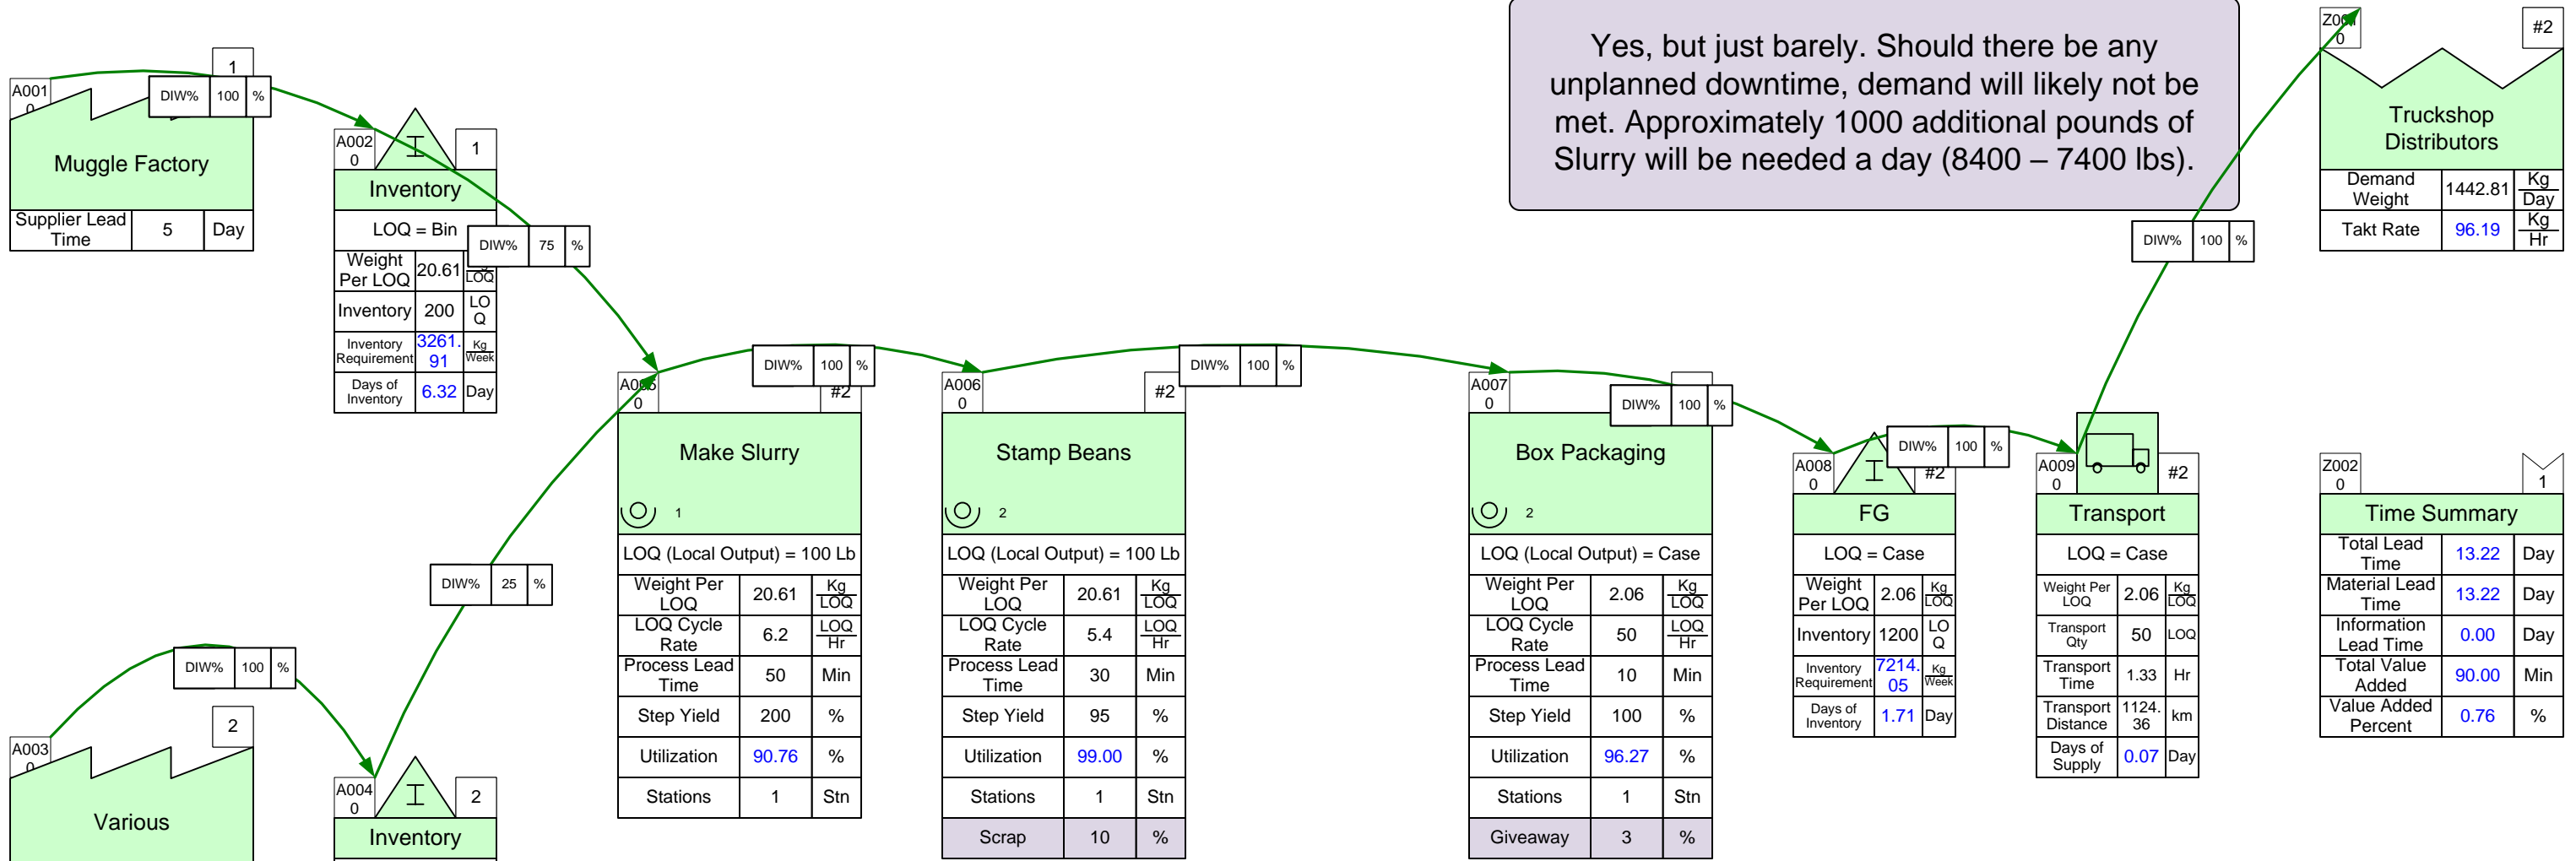 Yes, but just barely. Should there be any
unplanned downtime, demand will likely not be
met. Approximately 1000 additional pounds of
Slurry will be needed a day (8400 – 7400 lbs).
A001
1
DIW% 100 %
Muggle Factory
Supplier Lead Time 5 Day
A002
0
1
Inventory
LOQ = Bin
DIW% 75 %
Weight Per LOQ 20.61 LOQ
Inventory 200 LOQ
Inventory Requirement 3261.91 Kg/Week
Days of Inventory 6.32 Day
A003
2
DIW% 100 %
Various
A004
0
2
Inventory
DIW% 25 %
0
#2
DIW% 100 %
Make Slurry
1
LOQ (Local Output) = 100 Lb
Weight Per LOQ 20.61 Kg/LOQ
LOQ Cycle Rate 6.2 LOQ/Hr
Process Lead Time 50 Min
Step Yield 200 %
Utilization 90.76 %
Stations 1 Stn
A006
0
#2
DIW% 100 %
Stamp Beans
2
LOQ (Local Output) = 100 Lb
Weight Per LOQ 20.61 Kg/LOQ
LOQ Cycle Rate 5.4 LOQ/Hr
Process Lead Time 30 Min
Step Yield 95 %
Utilization 99.00 %
Stations 1 Stn
Scrap 10 %
A007
0
DIW% 100 %
Box Packaging
2
LOQ (Local Output) = Case
Weight Per LOQ 2.06 Kg/LOQ
LOQ Cycle Rate 50 LOQ/Hr
Process Lead Time 10 Min
Step Yield 100 %
Utilization 96.27 %
Stations 1 Stn
Giveaway 3 %
A008
0
#2
DIW% 100 %
FG
LOQ = Case
Weight Per LOQ 2.06 Kg/LOQ
Inventory 1200 LOQ
Inventory Requirement 7214.05 Kg/Week
Days of Inventory 1.71 Day
A009
0
#2
DIW% 100 %
Transport
LOQ = Case
Weight Per LOQ 2.06 Kg/LOQ
Transport Qty 50 LOQ
Transport Time 1.33 Hr
Transport Distance 1124.36 km
Days of Supply 0.07 Day
0
#2
Truckshop
Distributors
Demand Weight 1442.81 Kg/Day
Takt Rate 96.19 Kg/Hr
Z002
0
1
Time Summary
Total Lead Time 13.22 Day
Material Lead Time 13.22 Day
Information Lead Time 0.00 Day
Total Value Added 90.00 Min
Value Added Percent 0.76 %